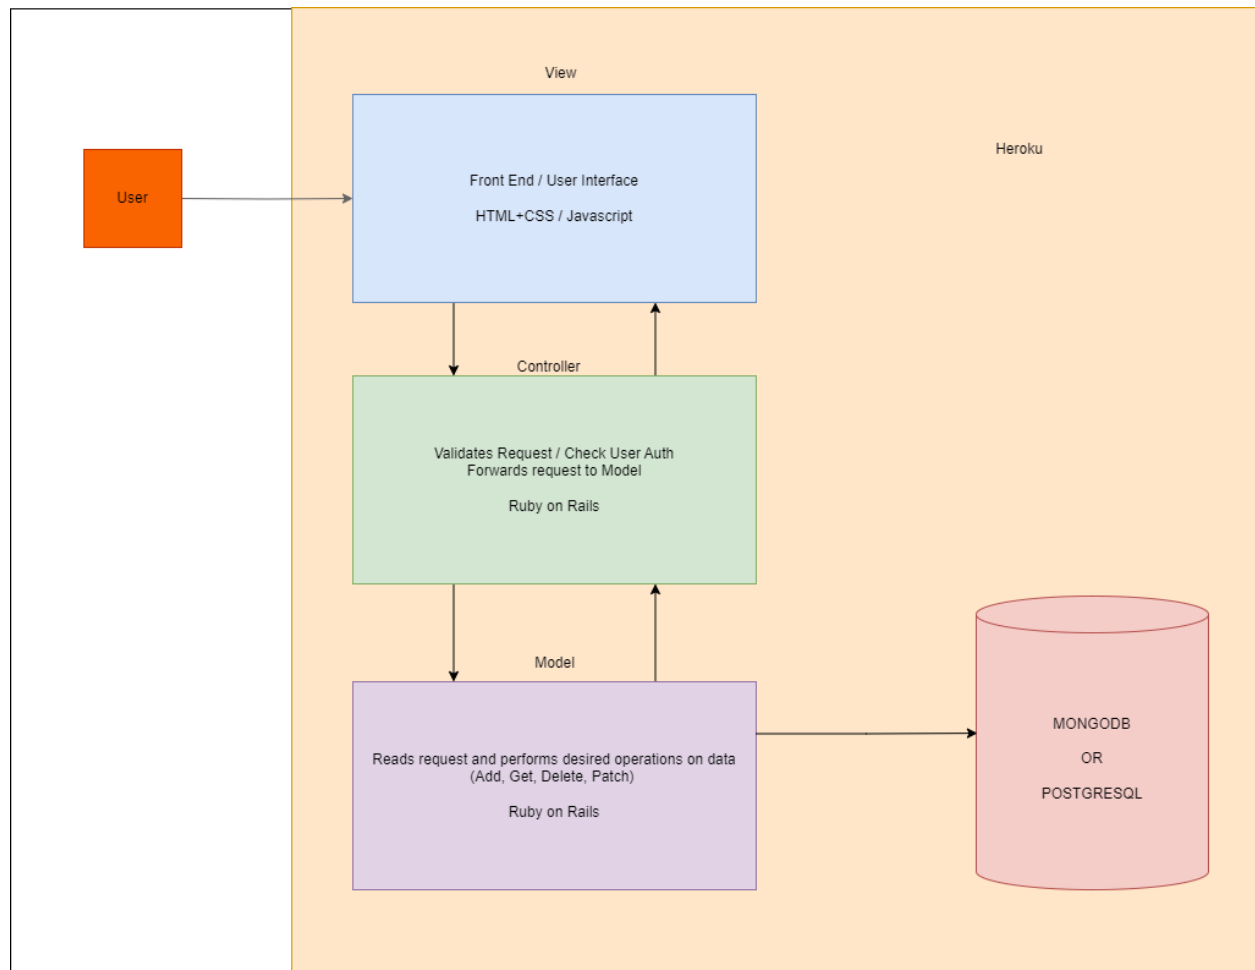 View
Heroku
User
Front End / User Interface
HTML+CSS / Javascript
Controller
Validates Request / Check User Auth
Forwards request to Model
Ruby on Rails
Model
Reads request and performs desired operations on data
(Add, Get, Delete, Patch)
Ruby on Rails
MONGODB
OR
POSTGRESQL